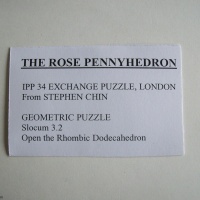 THE ROSE PENNYHEDRON
IPP 34 EXCHANGE PUZZLE, LONDON
From STEPHEN CHIN
GEOMETRIC PUZZLE
Slocum 3.2
Open the Rhombic Dodecahedron